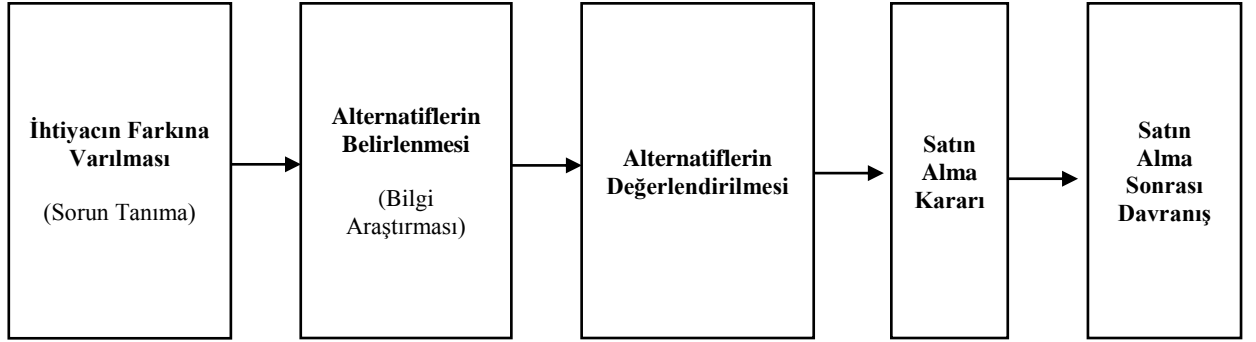 İhtiyacın Farkına
Varılması
(Sorun Tanıma)
Alternatiflerin
Belirlenmesi
(Bilgi
Araştırması)
Alternatiflerin
Değerlendirilmesi
Satın
Alma
Kararı
Satın
Alma
Sonrası
Davranış